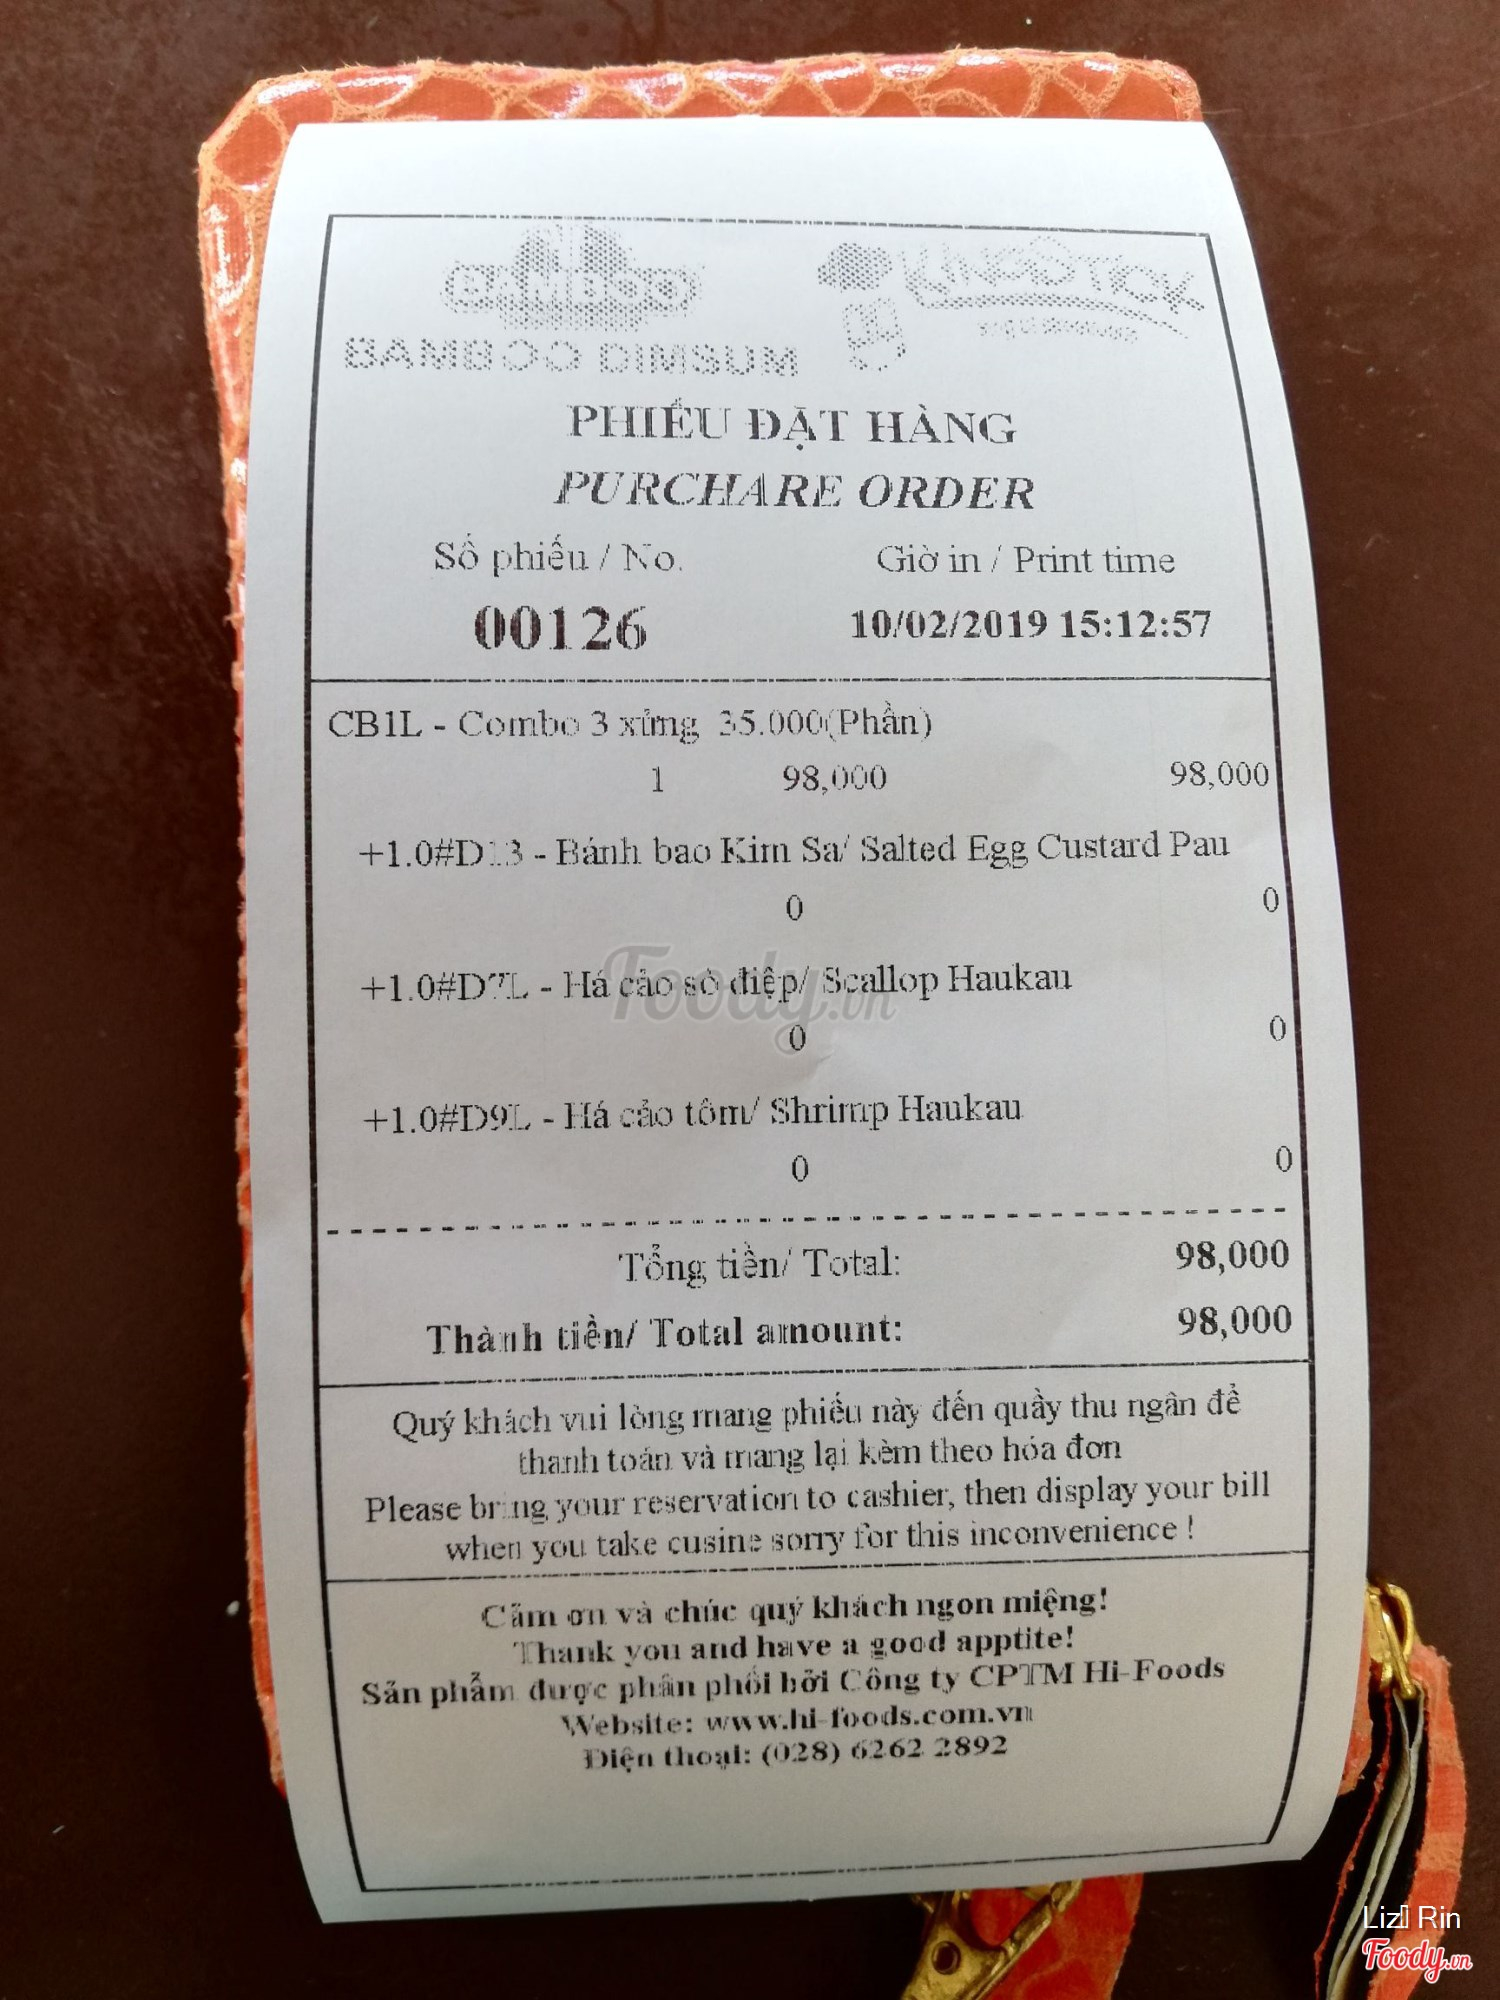 BAMBOO
BAMBOO DIMSUM
KINGSTICK
PHIẾU ĐẶT HÀNG
PURCHARE ORDER
Số phiếu / No. Giờ in / Print time
00126 10/02/2019 15:12:57
CB1L - Combo 3 xửng 35.000(Phần)
1 98,000 98,000
+1.0#D13 - Bánh bao Kim Sa/ Salted Egg Custard Pau
0 0
+1.0#D7L - Há cảo sò điệp/ Scallop Haukau
0 0
+1.0#D9L - Há cảo tôm/ Shrimp Haukau
0 0
Tổng tiền/ Total: 98,000
Thành tiền/ Total amount: 98,000
Quý khách vui lòng mang phiếu này đến quầy thu ngân để
thanh toán và mang lại kèm theo hóa đơn
Please bring your reservation to cashier, then display your bill
when you take cusine sorry for this inconvenience !
Cãm ơn và chúc quý khách ngon miệng!
Thank you and have a good apptite!
Sản phẩm được phân phối bởi Công ty CPTM Hi-Foods
Website: www.hi-foods.com.vn
Điện thoại: (028) 6262 2892
Foody.vn
Liz Rin
Foody.vn